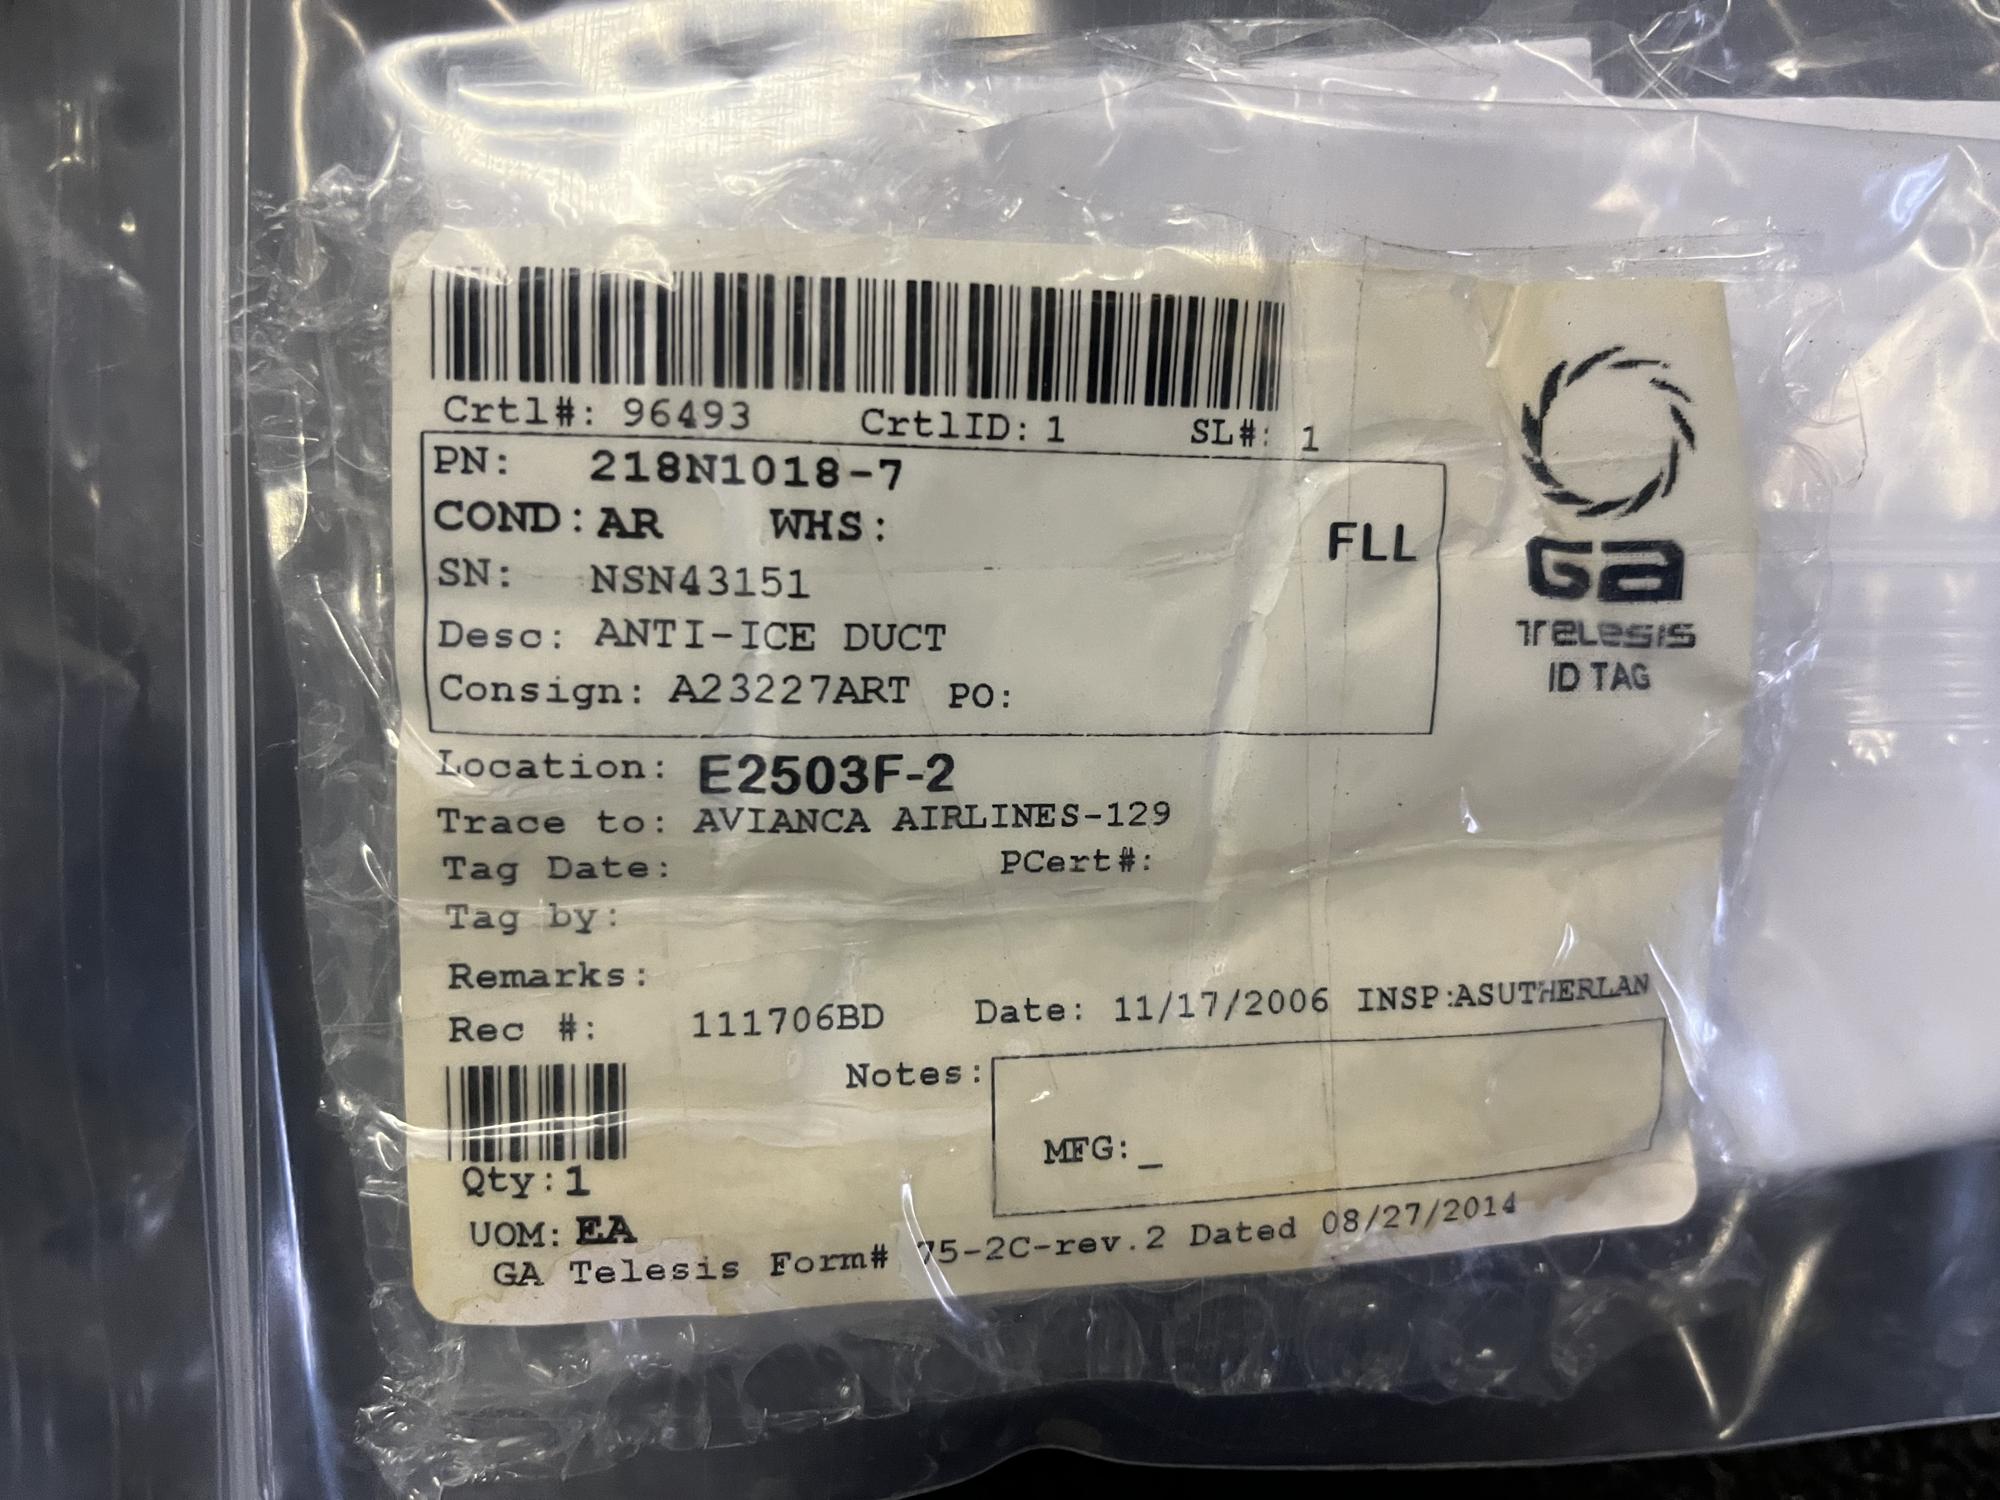 Crtl#: 96493 CrtlID: 1 SL#: 1
PN: 218N1018-7
COND: AR WHS: FLL
SN: NSN43151
Desc: ANTI-ICE DUCT
Consign: A23227ART PO:
GA
TELESIS
ID TAG
Location: E2503F-2
Trace to: AVIANCA AIRLINES-129
Tag Date: PCert#:
Tag by:
Remarks:
Rec #: 111706BD Date: 11/17/2006 INSP:ASUTHERLAN
Notes:
MFG:_
Qty:1
UOM: EA
GA Telesis Form# 75-2C-rev.2 Dated 08/27/2014